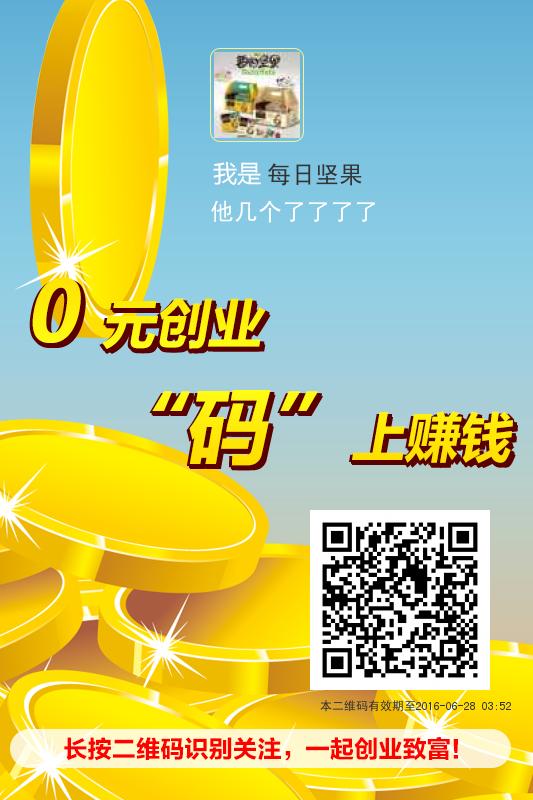 我是 每日坚果
他几个了了了了
0 元创业
“码” 上赚钱
本二维码有效期至2016-06-28 03:52
长按二维码识别关注，一起创业致富!